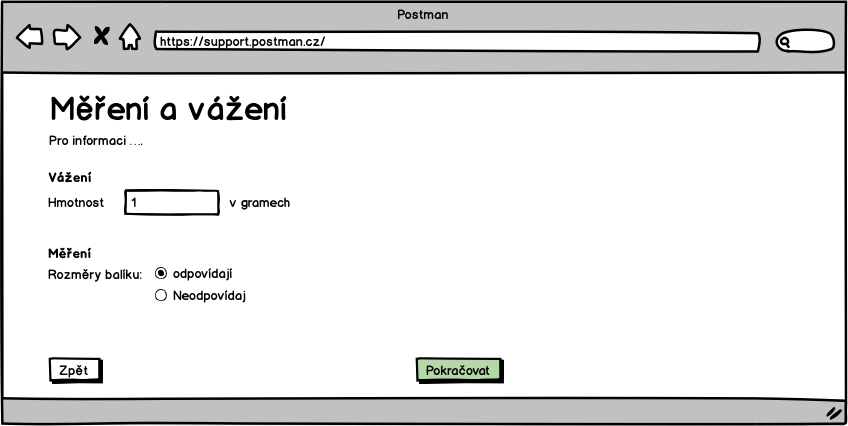 Postman
https://support.postman.cz/
Měření a vážení
Pro informaci ....
Vážení
Hmotnost 1 v gramech
Měření
Rozměry balíku: odpovídají
Neodpovídaj
Zpět Pokračovat